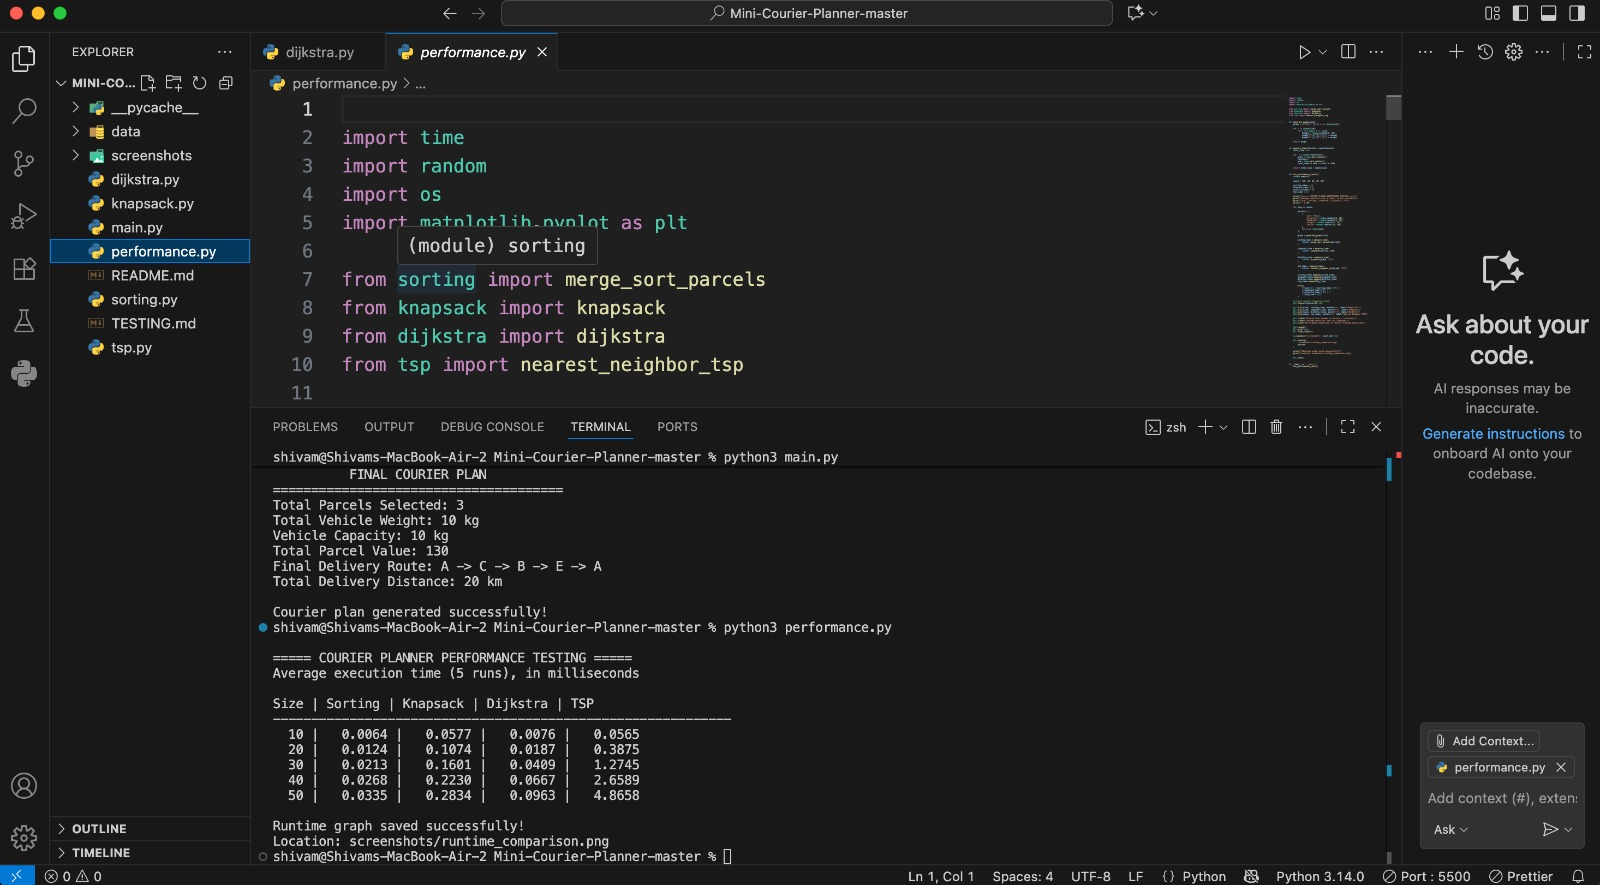 Mini-Courier-Planner-master
EXPLORER
MINI-CO...
__pycache__
data
screenshots
dijkstra.py
knapsack.py
main.py
performance.py
README.md
sorting.py
TESTING.md
tsp.py
OUTLINE
TIMELINE
dijkstra.py
performance.py
performance.py > ...
1
2 import time
3 import random
4 import os
5 import matplotlib.pyplot as plt
6
(module) sorting
7 from sorting import merge_sort_parcels
8 from knapsack import knapsack
9 from dijkstra import dijkstra
10 from tsp import nearest_neighbor_tsp
11
PROBLEMS OUTPUT DEBUG CONSOLE TERMINAL PORTS
zsh
shivam@Shivams-MacBook-Air-2 Mini-Courier-Planner-master % python3 main.py
FINAL COURIER PLAN
======================================
Total Parcels Selected: 3
Total Vehicle Weight: 10 kg
Vehicle Capacity: 10 kg
Total Parcel Value: 130
Final Delivery Route: A -> C -> B -> E -> A
Total Delivery Distance: 20 km
Courier plan generated successfully!
shivam@Shivams-MacBook-Air-2 Mini-Courier-Planner-master % python3 performance.py
===== COURIER PLANNER PERFORMANCE TESTING =====
Average execution time (5 runs), in milliseconds
Size | Sorting | Knapsack | Dijkstra | TSP
------------------------------------------------------------
10 | 0.0064 | 0.0577 | 0.0076 | 0.0565
20 | 0.0124 | 0.1074 | 0.0187 | 0.3875
30 | 0.0213 | 0.1601 | 0.0409 | 1.2745
40 | 0.0268 | 0.2230 | 0.0667 | 2.6589
50 | 0.0335 | 0.2834 | 0.0963 | 4.8658
Runtime graph saved successfully!
Location: screenshots/runtime_comparison.png
shivam@Shivams-MacBook-Air-2 Mini-Courier-Planner-master %
Ask about your
code.
AI responses may be
inaccurate.
Generate instructions to
onboard AI onto your
codebase.
Add Context...
performance.py
Add context (#), exten
Ask
0 0
Ln 1, Col 1 Spaces: 4 UTF-8 LF {} Python Python 3.14.0 Port : 5500 Prettier